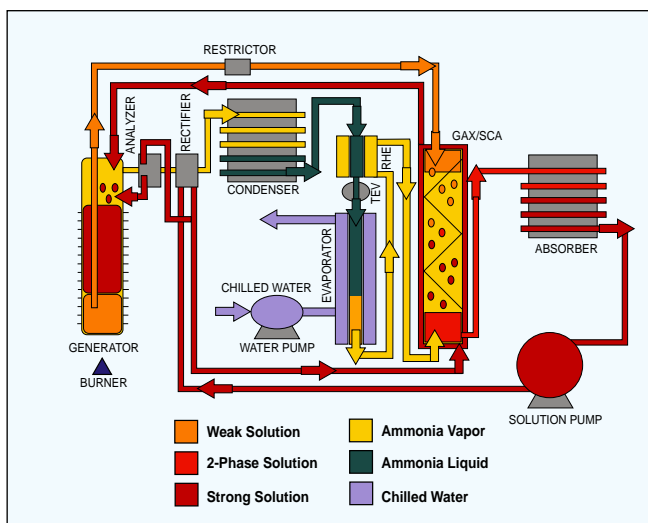 RESTRICTOR
ANALYZER
RECTIFIER
GAX/SCA
RHE
CONDENSER
TEV
ABSORBER
EVAPORATOR
CHILLED WATER
WATER PUMP
GENERATOR
BURNER
SOLUTION PUMP
Weak Solution
Ammonia Vapor
2-Phase Solution
Ammonia Liquid
Strong Solution
Chilled Water